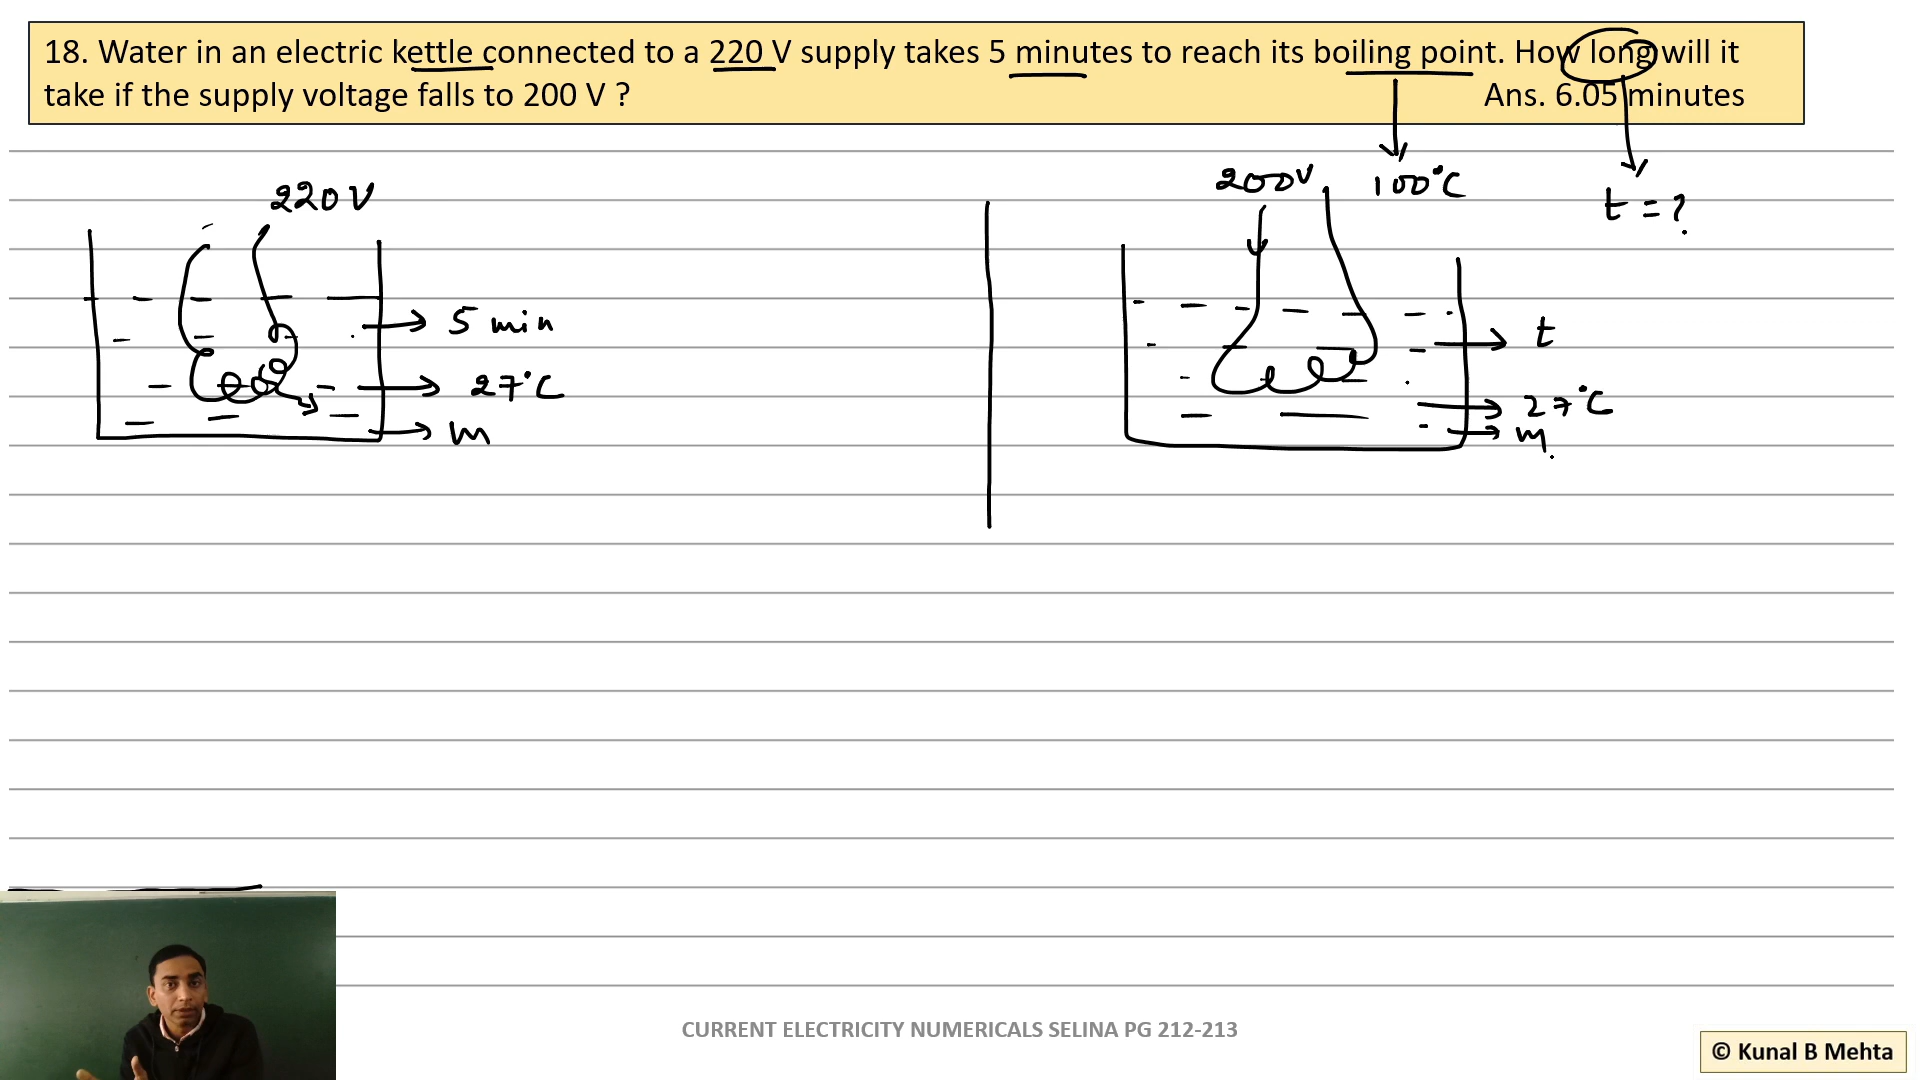 18. Water in an electric kettle connected to a 220 V supply takes 5 minutes to reach its boiling point. How long will it
take if the supply voltage falls to 200 V ? Ans. 6.05 minutes
220V
5 min
27°C
m
200V
100°C
t = ?
t
27°C
m
CURRENT ELECTRICITY NUMERICALS SELINA PG 212-213
© Kunal B Mehta